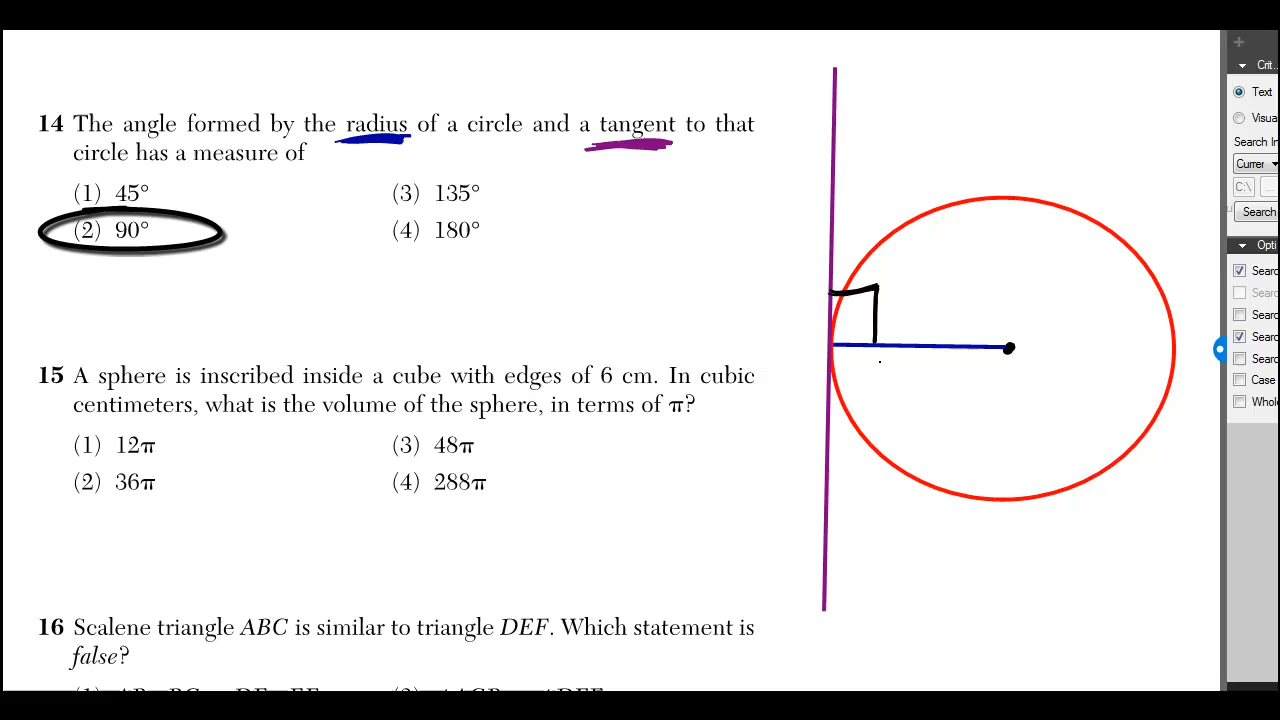 14 The angle formed by the radius of a circle and a tangent to that
circle has a measure of
(1) 45° (3) 135°
(2) 90° (4) 180°
15 A sphere is inscribed inside a cube with edges of 6 cm. In cubic
centimeters, what is the volume of the sphere, in terms of π?
(1) 12π (3) 48π
(2) 36π (4) 288π
16 Scalene triangle ABC is similar to triangle DEF. Which statement is
false?
Crit...
Text
Visua
Search In
Currer
C:\ ...
Search
Opti
Searc
Searc
Searc
Searc
Searc
Case
Whole